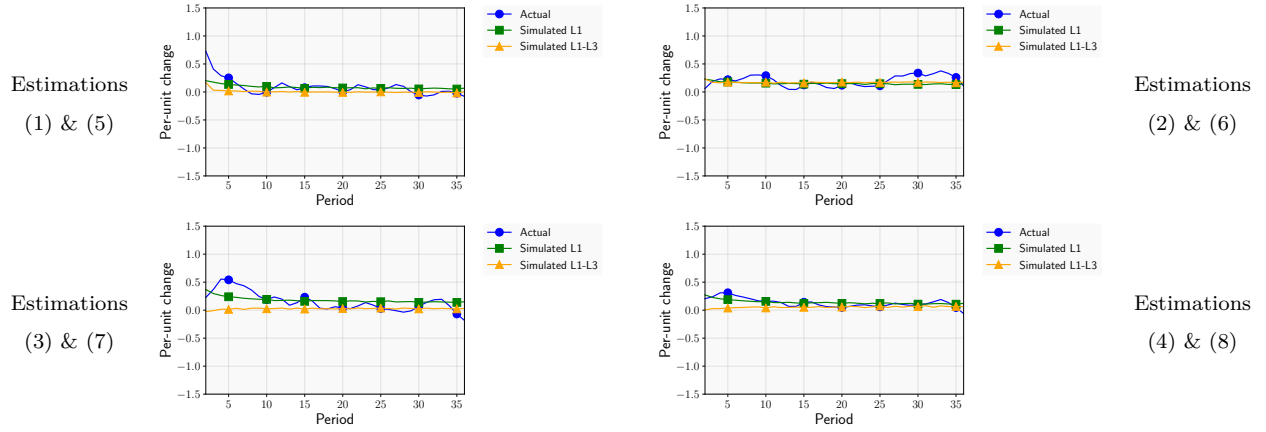 Estimations
(1) & (5)
1.5
1.0
0.5
0.0
−0.5
−1.0
−1.5
Per-unit change
5 10 15 20 25 30 35
Period
Actual
Simulated L1
Simulated L1-L3
1.5
1.0
0.5
0.0
−0.5
−1.0
−1.5
Per-unit change
5 10 15 20 25 30 35
Period
Actual
Simulated L1
Simulated L1-L3
Estimations
(2) & (6)
Estimations
(3) & (7)
1.5
1.0
0.5
0.0
−0.5
−1.0
−1.5
Per-unit change
5 10 15 20 25 30 35
Period
Actual
Simulated L1
Simulated L1-L3
1.5
1.0
0.5
0.0
−0.5
−1.0
−1.5
Per-unit change
5 10 15 20 25 30 35
Period
Actual
Simulated L1
Simulated L1-L3
Estimations
(4) & (8)